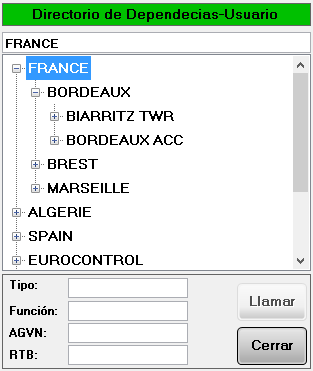 Directorio de Dependecias-Usuario
FRANCE
FRANCE
BORDEAUX
BIARRITZ TWR
BORDEAUX ACC
BREST
MARSEILLE
ALGERIE
SPAIN
EUROCONTROL
Tipo:
Función:
AGVN:
RTB:
Llamar
Cerrar